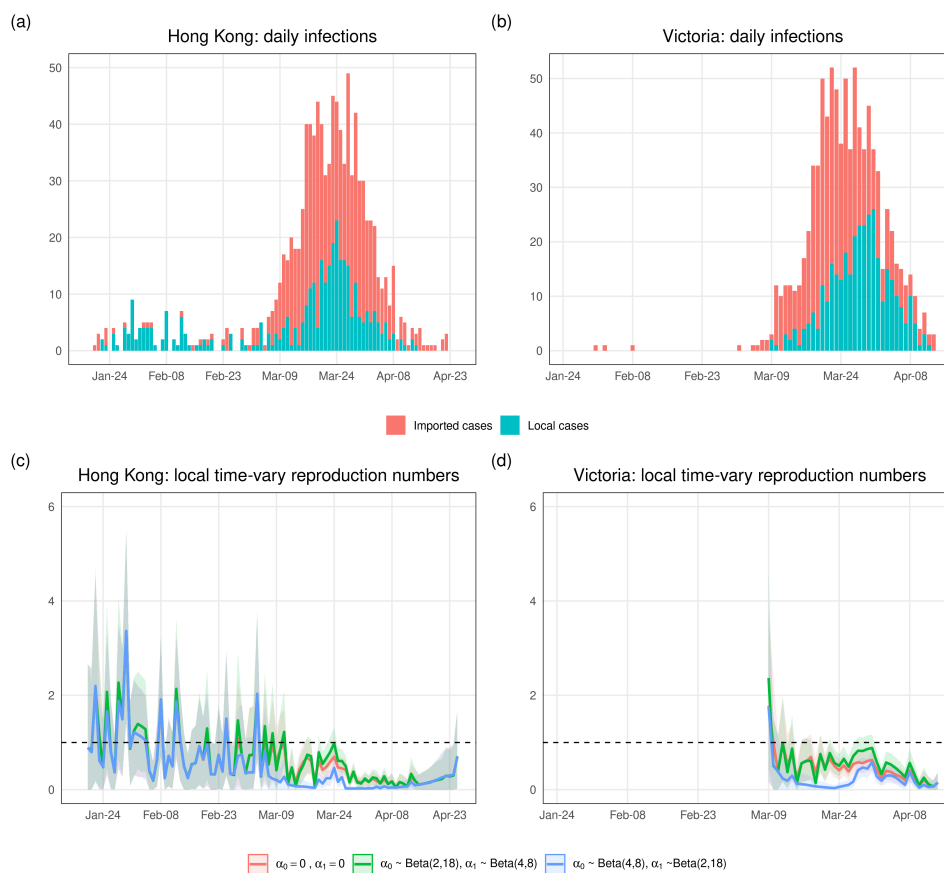 (a)
Hong Kong: daily infections
50
40
30
20
10
0
Jan-24 Feb-08 Feb-23 Mar-09 Mar-24 Apr-08 Apr-23
(b)
Victoria: daily infections
50
40
30
20
10
0
Jan-24 Feb-08 Feb-23 Mar-09 Mar-24 Apr-08
Imported cases Local cases
(c)
Hong Kong: local time-vary reproduction numbers
6
4
2
0
Jan-24 Feb-08 Feb-23 Mar-09 Mar-24 Apr-08 Apr-23
(d)
Victoria: local time-vary reproduction numbers
6
4
2
0
Jan-24 Feb-08 Feb-23 Mar-09 Mar-24 Apr-08
α₀ = 0 , α₁ = 0 α₀ ~ Beta(2,18), α₁ ~ Beta(4,8) α₀ ~ Beta(4,8), α₁ ~Beta(2,18)